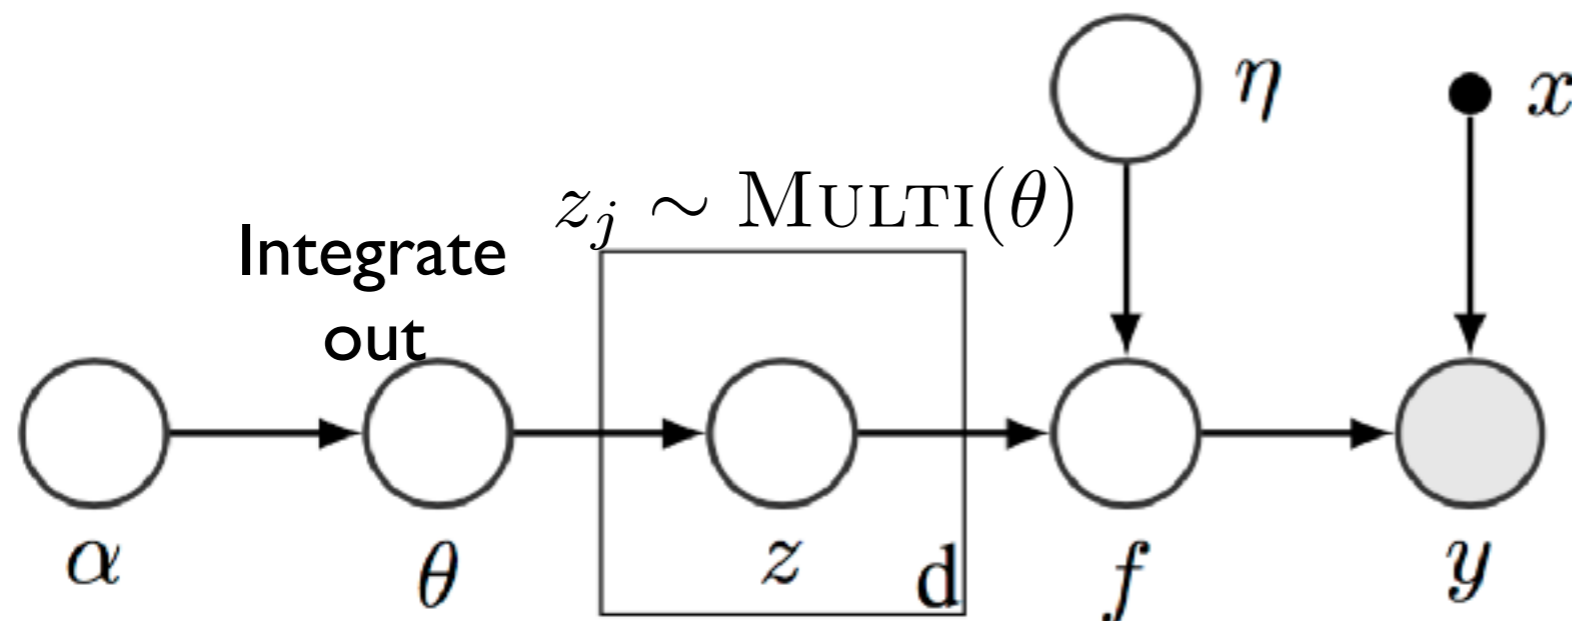 η
x
z_j ∼ MULTI(θ)
Integrate
out
α
θ
z
d
f
y